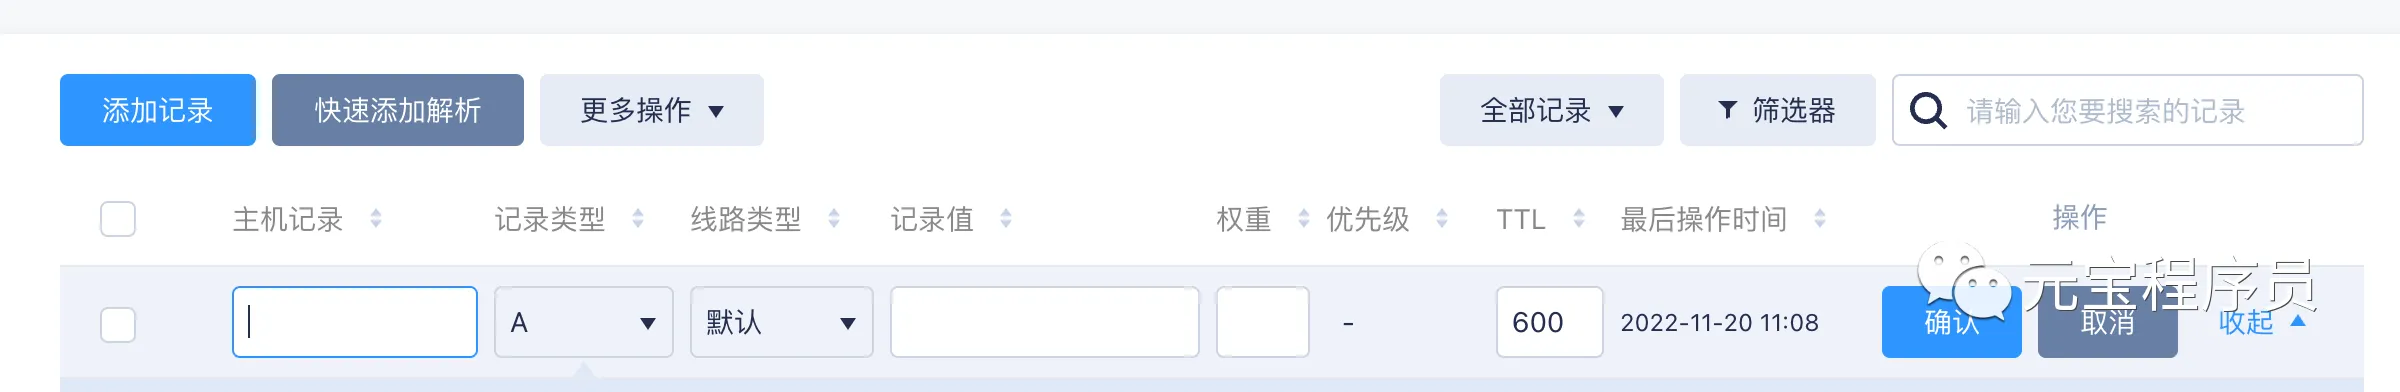 添加记录 快速添加解析 更多操作 全部记录 筛选器 请输入您要搜索的记录
主机记录 记录类型 线路类型 记录值 权重 优先级 TTL 最后操作时间 操作
元宝程序员
A 默认 - 600 2022-11-20 11:08 确认 取消 收起